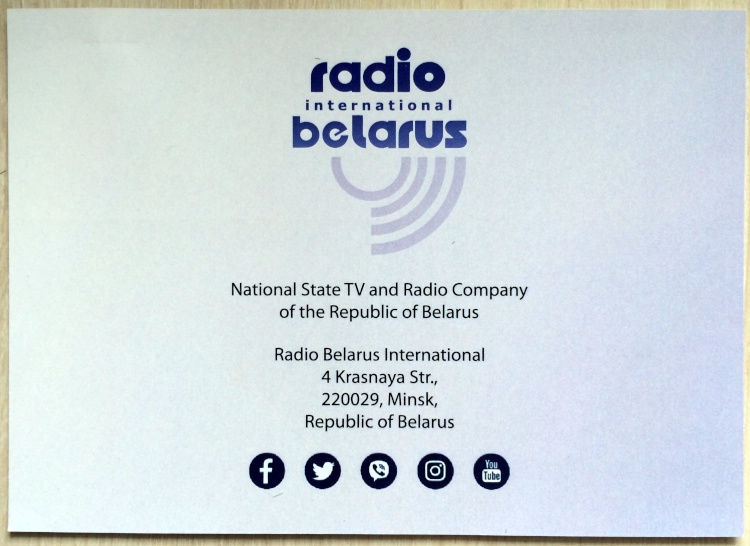 radio
international
belarus
National State TV and Radio Company
of the Republic of Belarus
Radio Belarus International
4 Krasnaya Str.,
220029, Minsk,
Republic of Belarus
You
Tube